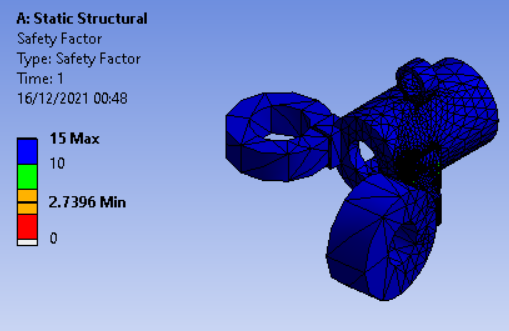 A: Static Structural
Safety Factor
Type: Safety Factor
Time: 1
16/12/2021 00:48
15 Max
10
2.7396 Min
0